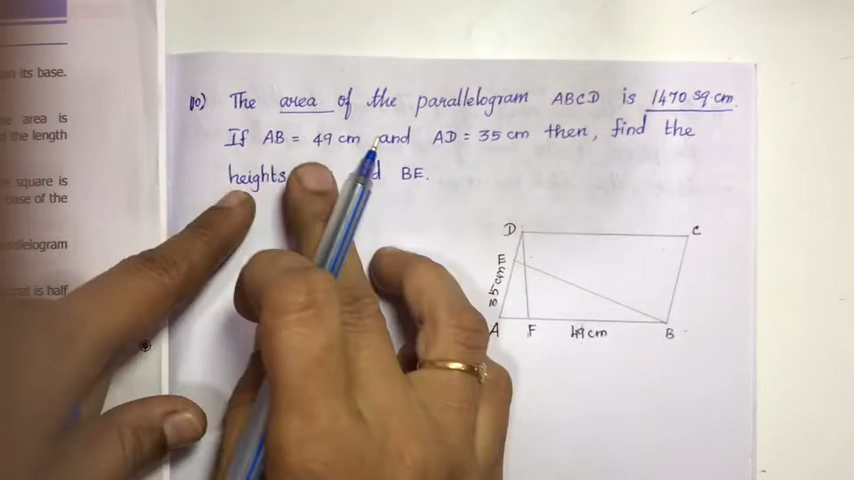 an its base.
e area is
f the length
e square is
base of the
arallelogram
is half
10) The area of the parallelogram ABCD is 1470 sq.cm.
If AB = 49 cm and AD = 35 cm then, find the
heights BE.
D C
35 cm E
A F 49 cm B